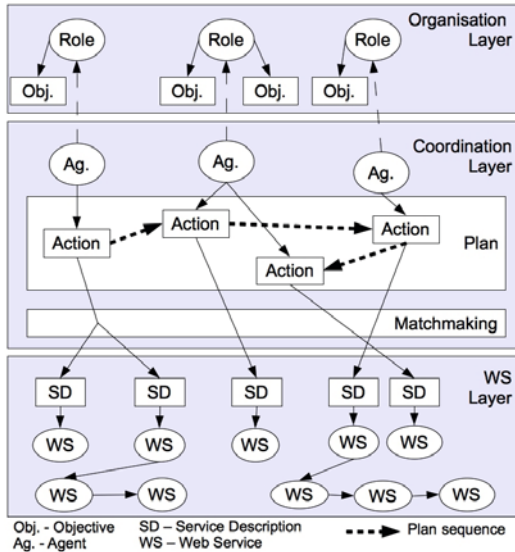 Organisation
Layer
Role Role Role
Obj. Obj. Obj. Obj.
Coordination
Layer
Ag. Ag. Ag.
Action Action Action
Plan
Action
Matchmaking
WS
Layer
SD SD SD SD SD
WS WS WS WS WS
WS WS WS WS WS
Obj. - Objective SD – Service Description
Ag. - Agent WS – Web Service Plan sequence